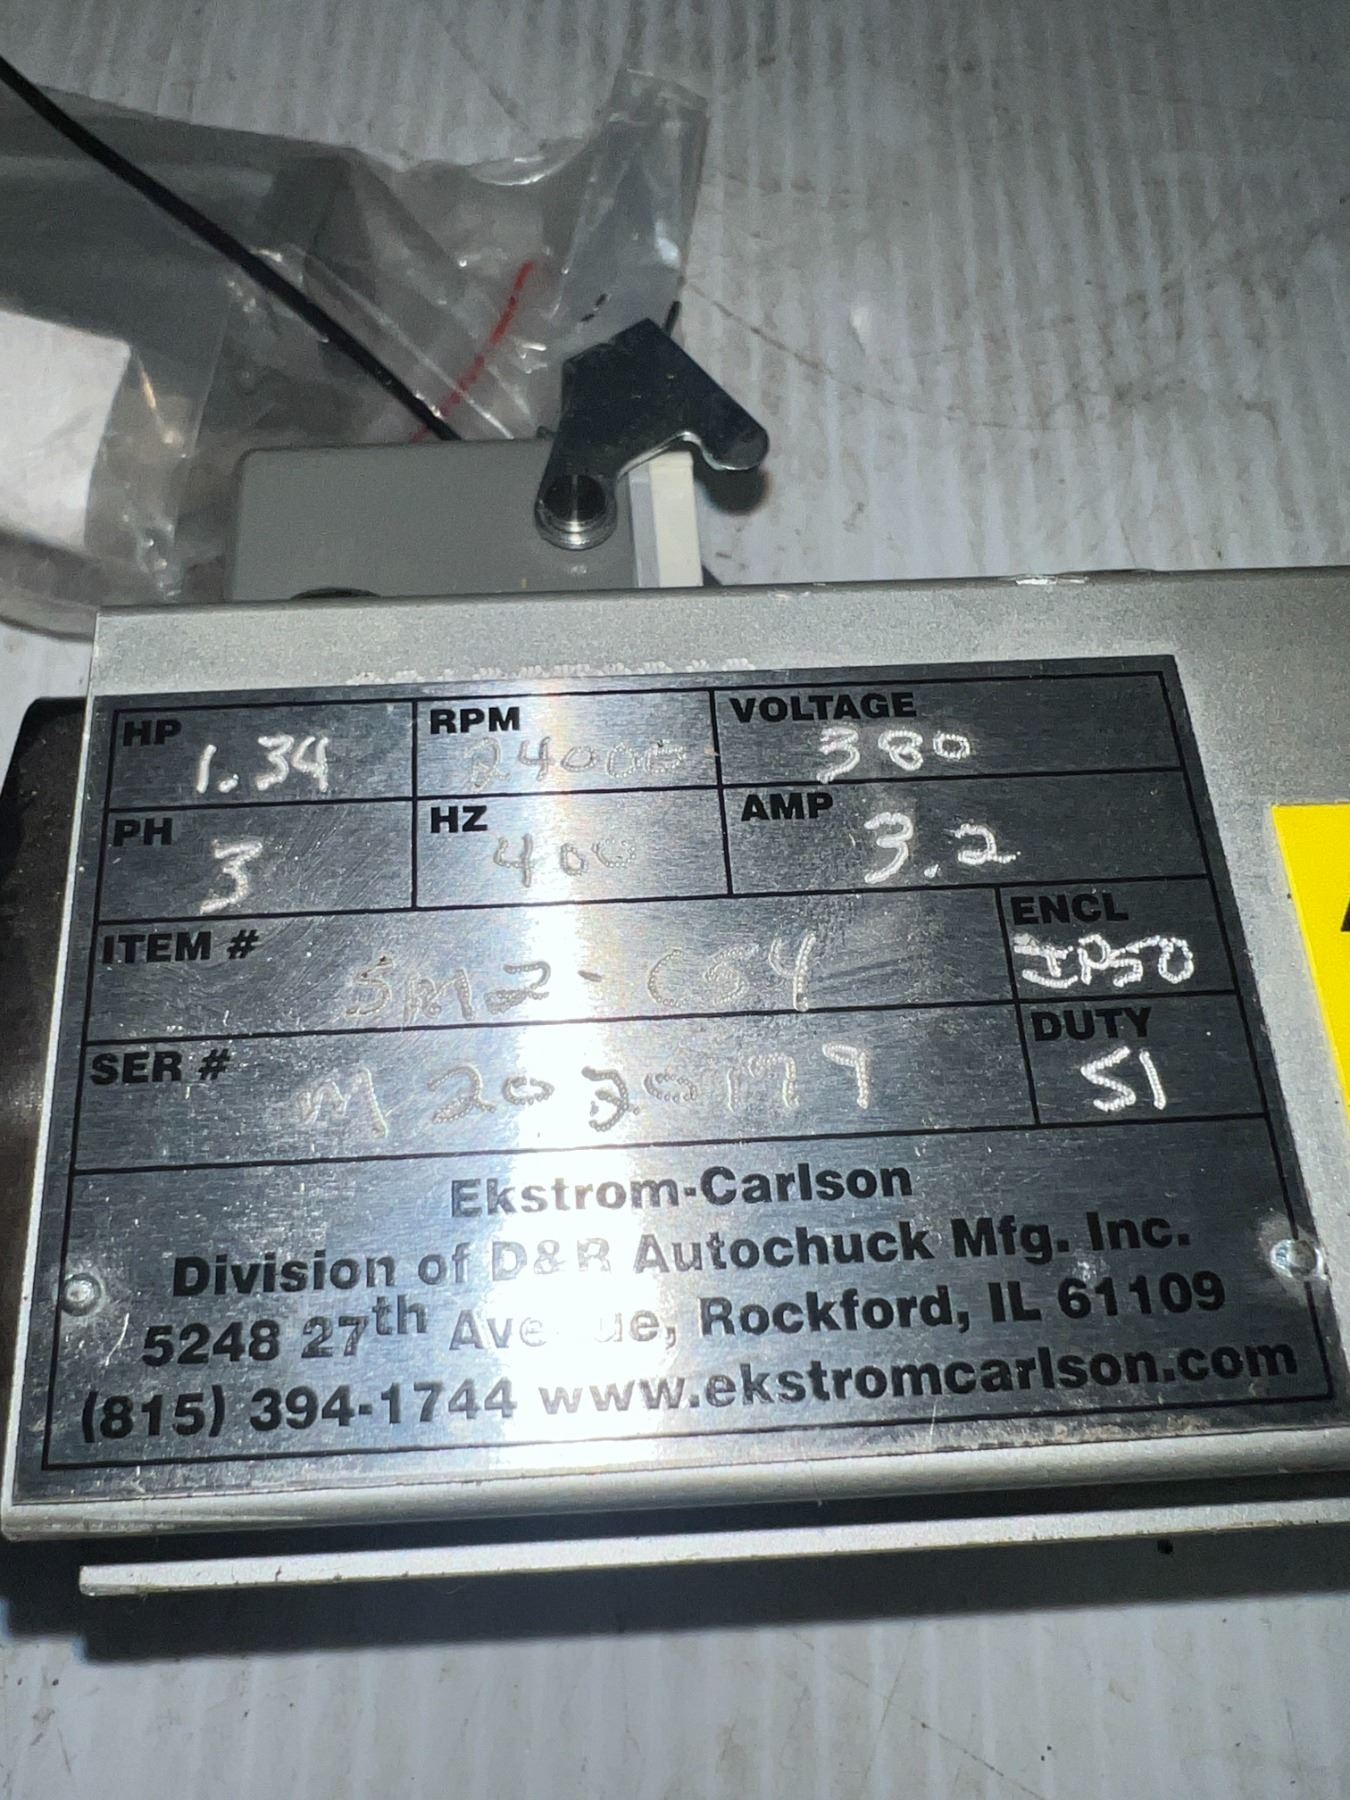 HP 1.34 RPM 24000 VOLTAGE 380
PH 3 HZ 400 AMP 3.2
ITEM # SM2-C54 ENCL IP50
SER # DUTY S1
Ekstrom-Carlson
Division of D&R Autochuck Mfg. Inc.
5248 27th Rockford, IL 61109
(815) 394-1744 www.ekstromcarlson.com